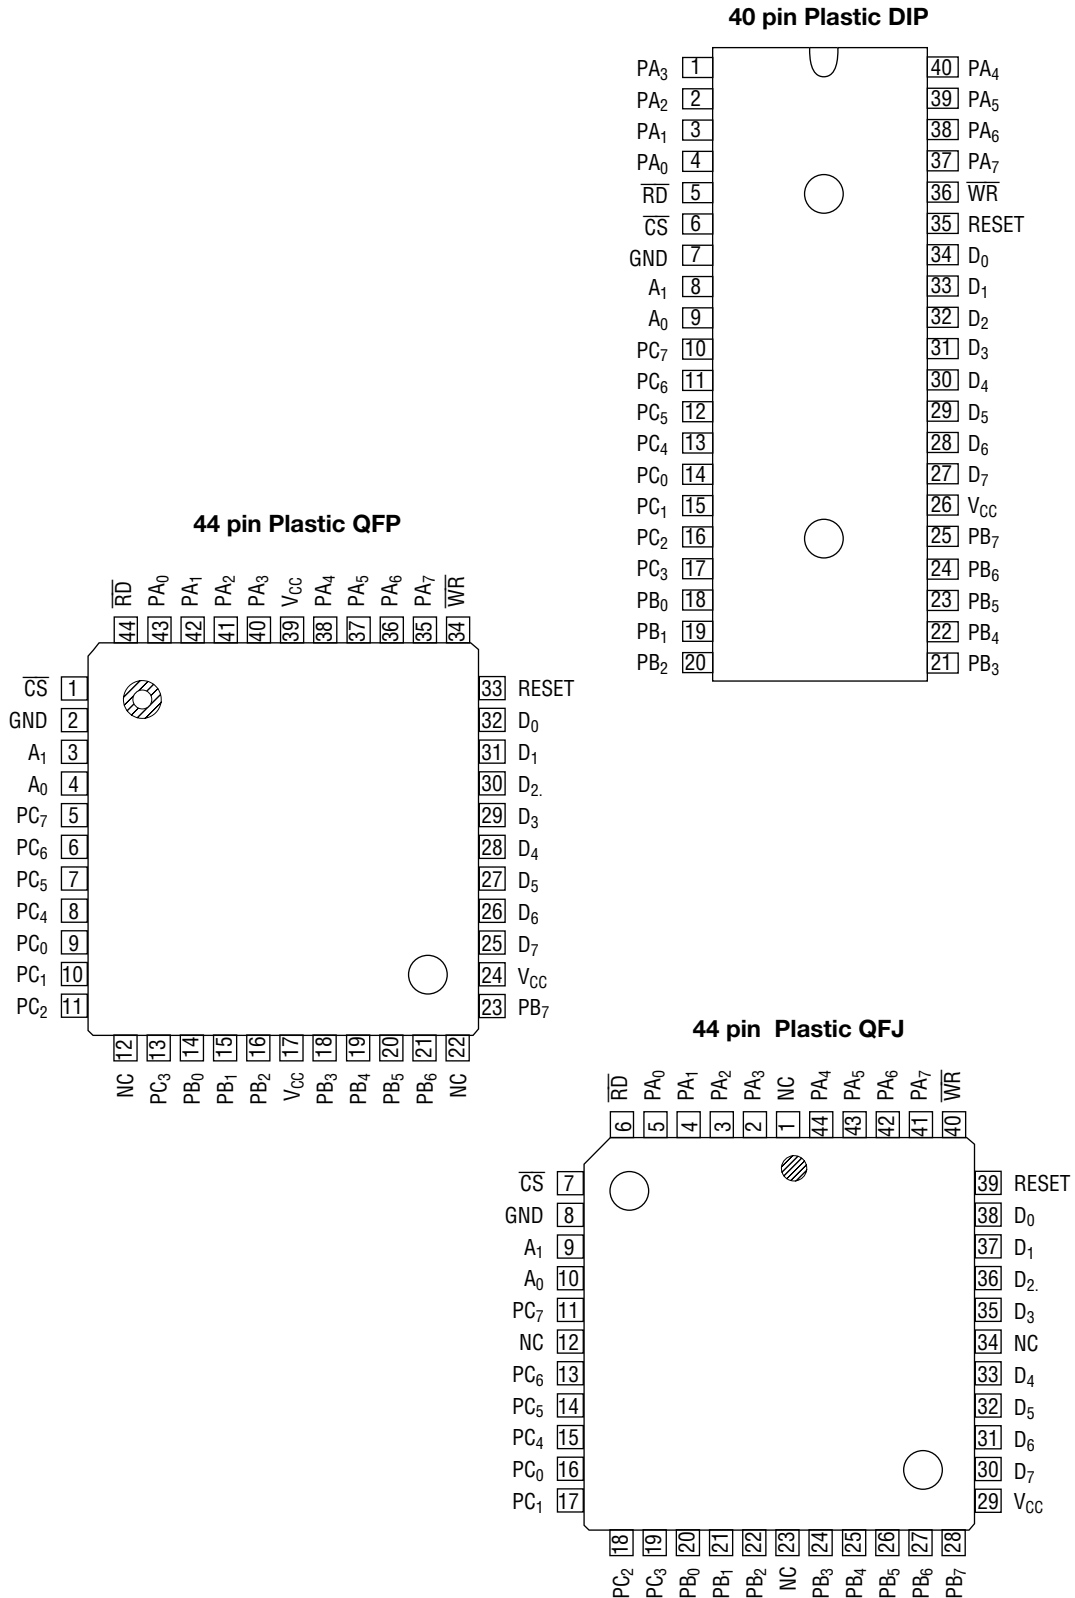 40 pin Plastic DIP
PA3 1 40 PA4
PA2 2 39 PA5
PA1 3 38 PA6
PA0 4 37 PA7
R̅D̅ 5 36 W̅R̅
C̅S̅ 6 35 RESET
GND 7 34 D0
A1 8 33 D1
A0 9 32 D2
PC7 10 31 D3
PC6 11 30 D4
PC5 12 29 D5
PC4 13 28 D6
PC0 14 27 D7
PC1 15 26 VCC
PC2 16 25 PB7
PC3 17 24 PB6
PB0 18 23 PB5
PB1 19 22 PB4
PB2 20 21 PB3
44 pin Plastic QFP
R̅D̅ PA0 PA1 PA2 PA3 VCC PA4 PA5 PA6 PA7 W̅R̅
44 43 42 41 40 39 38 37 36 35 34
C̅S̅ 1 33 RESET
GND 2 32 D0
A1 3 31 D1
A0 4 30 D2.
PC7 5 29 D3
PC6 6 28 D4
PC5 7 27 D5
PC4 8 26 D6
PC0 9 25 D7
PC1 10 24 VCC
PC2 11 23 PB7
12 13 14 15 16 17 18 19 20 21 22
NC PC3 PB0 PB1 PB2 VCC PB3 PB4 PB5 PB6 NC
44 pin Plastic QFJ
R̅D̅ PA0 PA1 PA2 PA3 NC PA4 PA5 PA6 PA7 W̅R̅
6 5 4 3 2 1 44 43 42 41 40
C̅S̅ 7 39 RESET
GND 8 38 D0
A1 9 37 D1
A0 10 36 D2.
PC7 11 35 D3
NC 12 34 NC
PC6 13 33 D4
PC5 14 32 D5
PC4 15 31 D6
PC0 16 30 D7
PC1 17 29 VCC
18 19 20 21 22 23 24 25 26 27 28
PC2 PC3 PB0 PB1 PB2 NC PB3 PB4 PB5 PB6 PB7